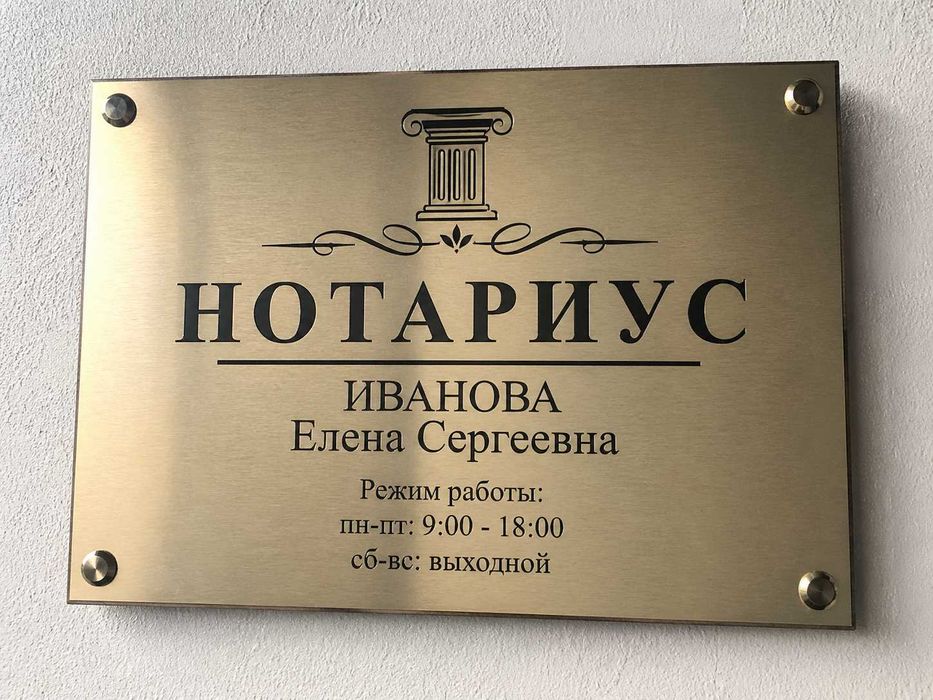 НОТАРИУС
ИВАНОВА
Елена Сергеевна
Режим работы:
пн-пт: 9:00 - 18:00
сб-вс: выходной